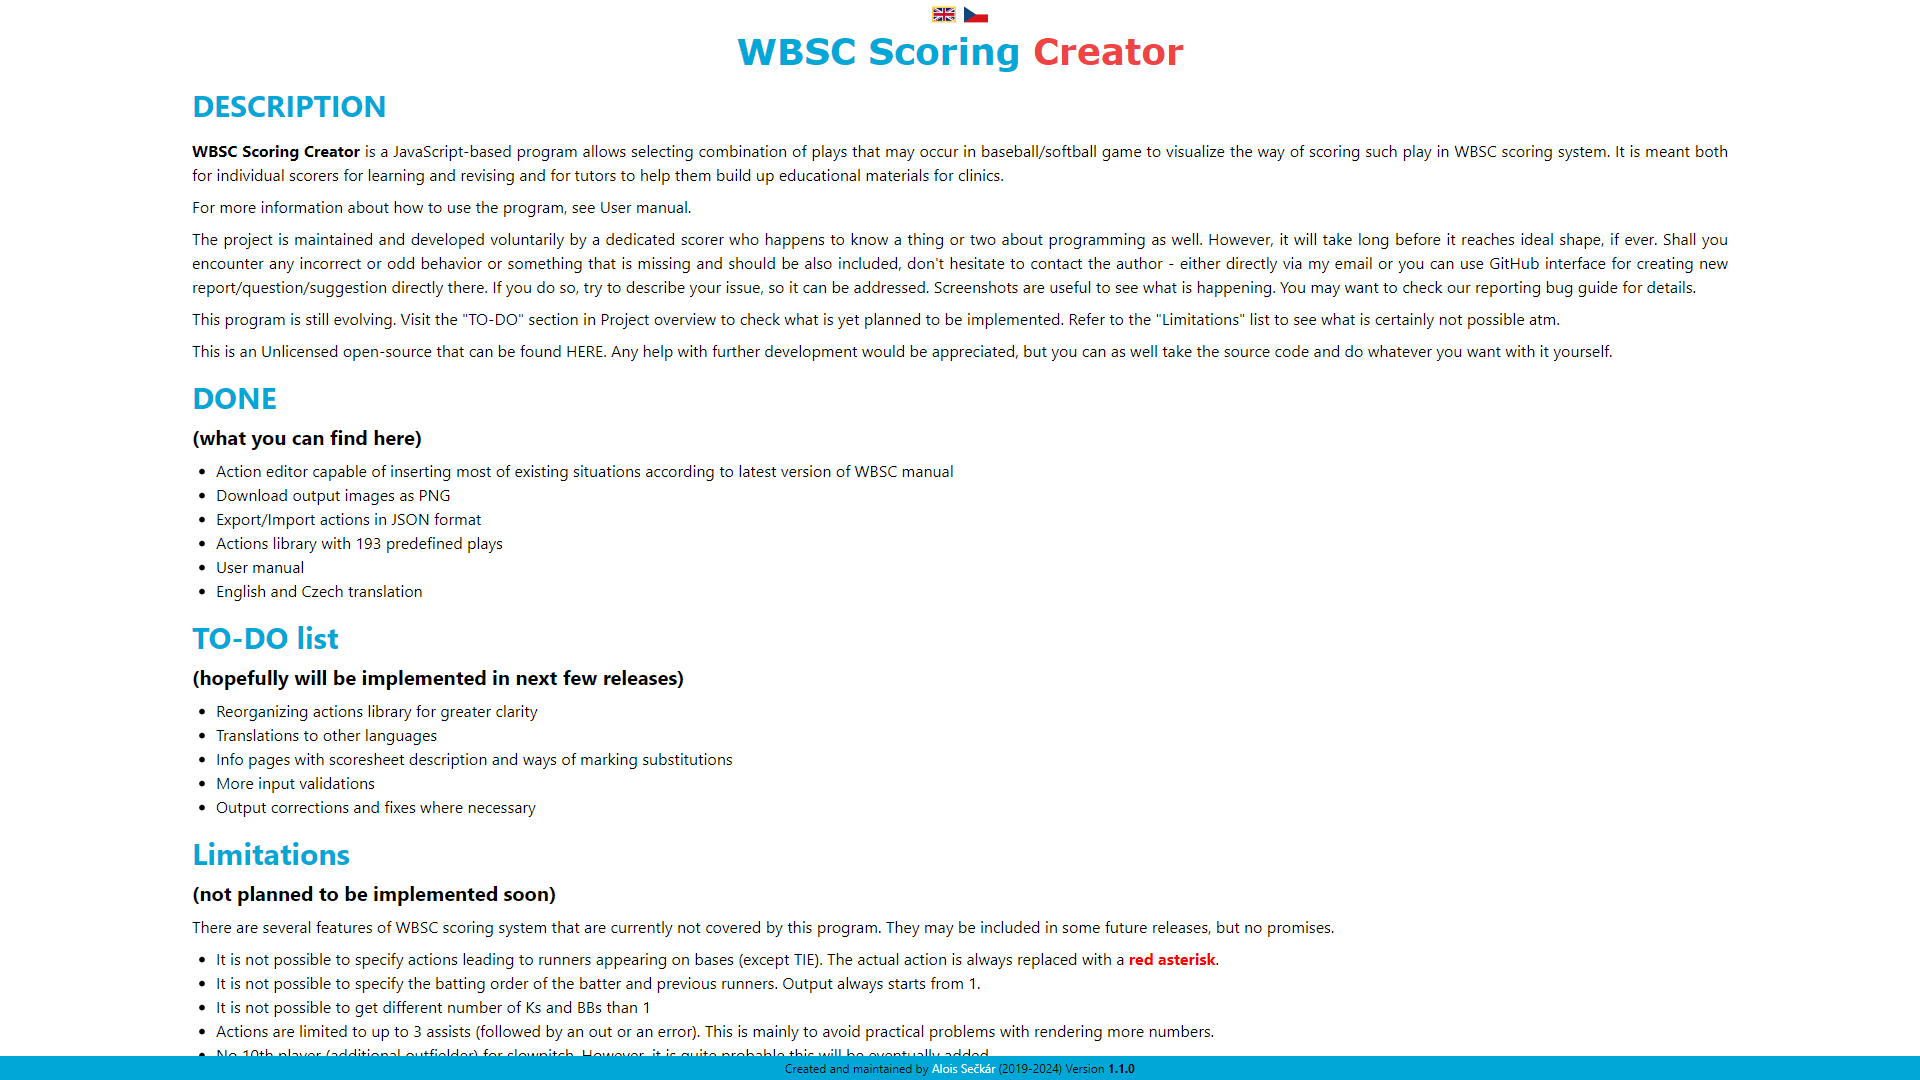 WBSC Scoring Creator
DESCRIPTION
WBSC Scoring Creator is a JavaScript-based program allows selecting combination of plays that may occur in baseball/softball game to visualize the way of scoring such play in WBSC scoring system. It is meant both
for individual scorers for learning and revising and for tutors to help them build up educational materials for clinics.
For more information about how to use the program, see User manual.
The project is maintained and developed voluntarily by a dedicated scorer who happens to know a thing or two about programming as well. However, it will take long before it reaches ideal shape, if ever. Shall you
encounter any incorrect or odd behavior or something that is missing and should be also included, don't hesitate to contact the author - either directly via my email or you can use GitHub interface for creating new
report/question/suggestion directly there. If you do so, try to describe your issue, so it can be addressed. Screenshots are useful to see what is happening. You may want to check our reporting bug guide for details.
This program is still evolving. Visit the "TO-DO" section in Project overview to check what is yet planned to be implemented. Refer to the "Limitations" list to see what is certainly not possible atm.
This is an Unlicensed open-source that can be found HERE. Any help with further development would be appreciated, but you can as well take the source code and do whatever you want with it yourself.
DONE
(what you can find here)
• Action editor capable of inserting most of existing situations according to latest version of WBSC manual
• Download output images as PNG
• Export/Import actions in JSON format
• Actions library with 193 predefined plays
• User manual
• English and Czech translation
TO-DO list
(hopefully will be implemented in next few releases)
• Reorganizing actions library for greater clarity
• Translations to other languages
• Info pages with scoresheet description and ways of marking substitutions
• More input validations
• Output corrections and fixes where necessary
Limitations
(not planned to be implemented soon)
There are several features of WBSC scoring system that are currently not covered by this program. They may be included in some future releases, but no promises.
• It is not possible to specify actions leading to runners appearing on bases (except TIE). The actual action is always replaced with a red asterisk.
• It is not possible to specify the batting order of the batter and previous runners. Output always starts from 1.
• It is not possible to get different number of Ks and BBs than 1
• Actions are limited to up to 3 assists (followed by an out or an error). This is mainly to avoid practical problems with rendering more numbers.
• No 10th player (additional outfielder) for slowpitch. However, it is quite probable this will be eventually added.
Created and maintained by Alois Sečkár (2019-2024) Version 1.1.0